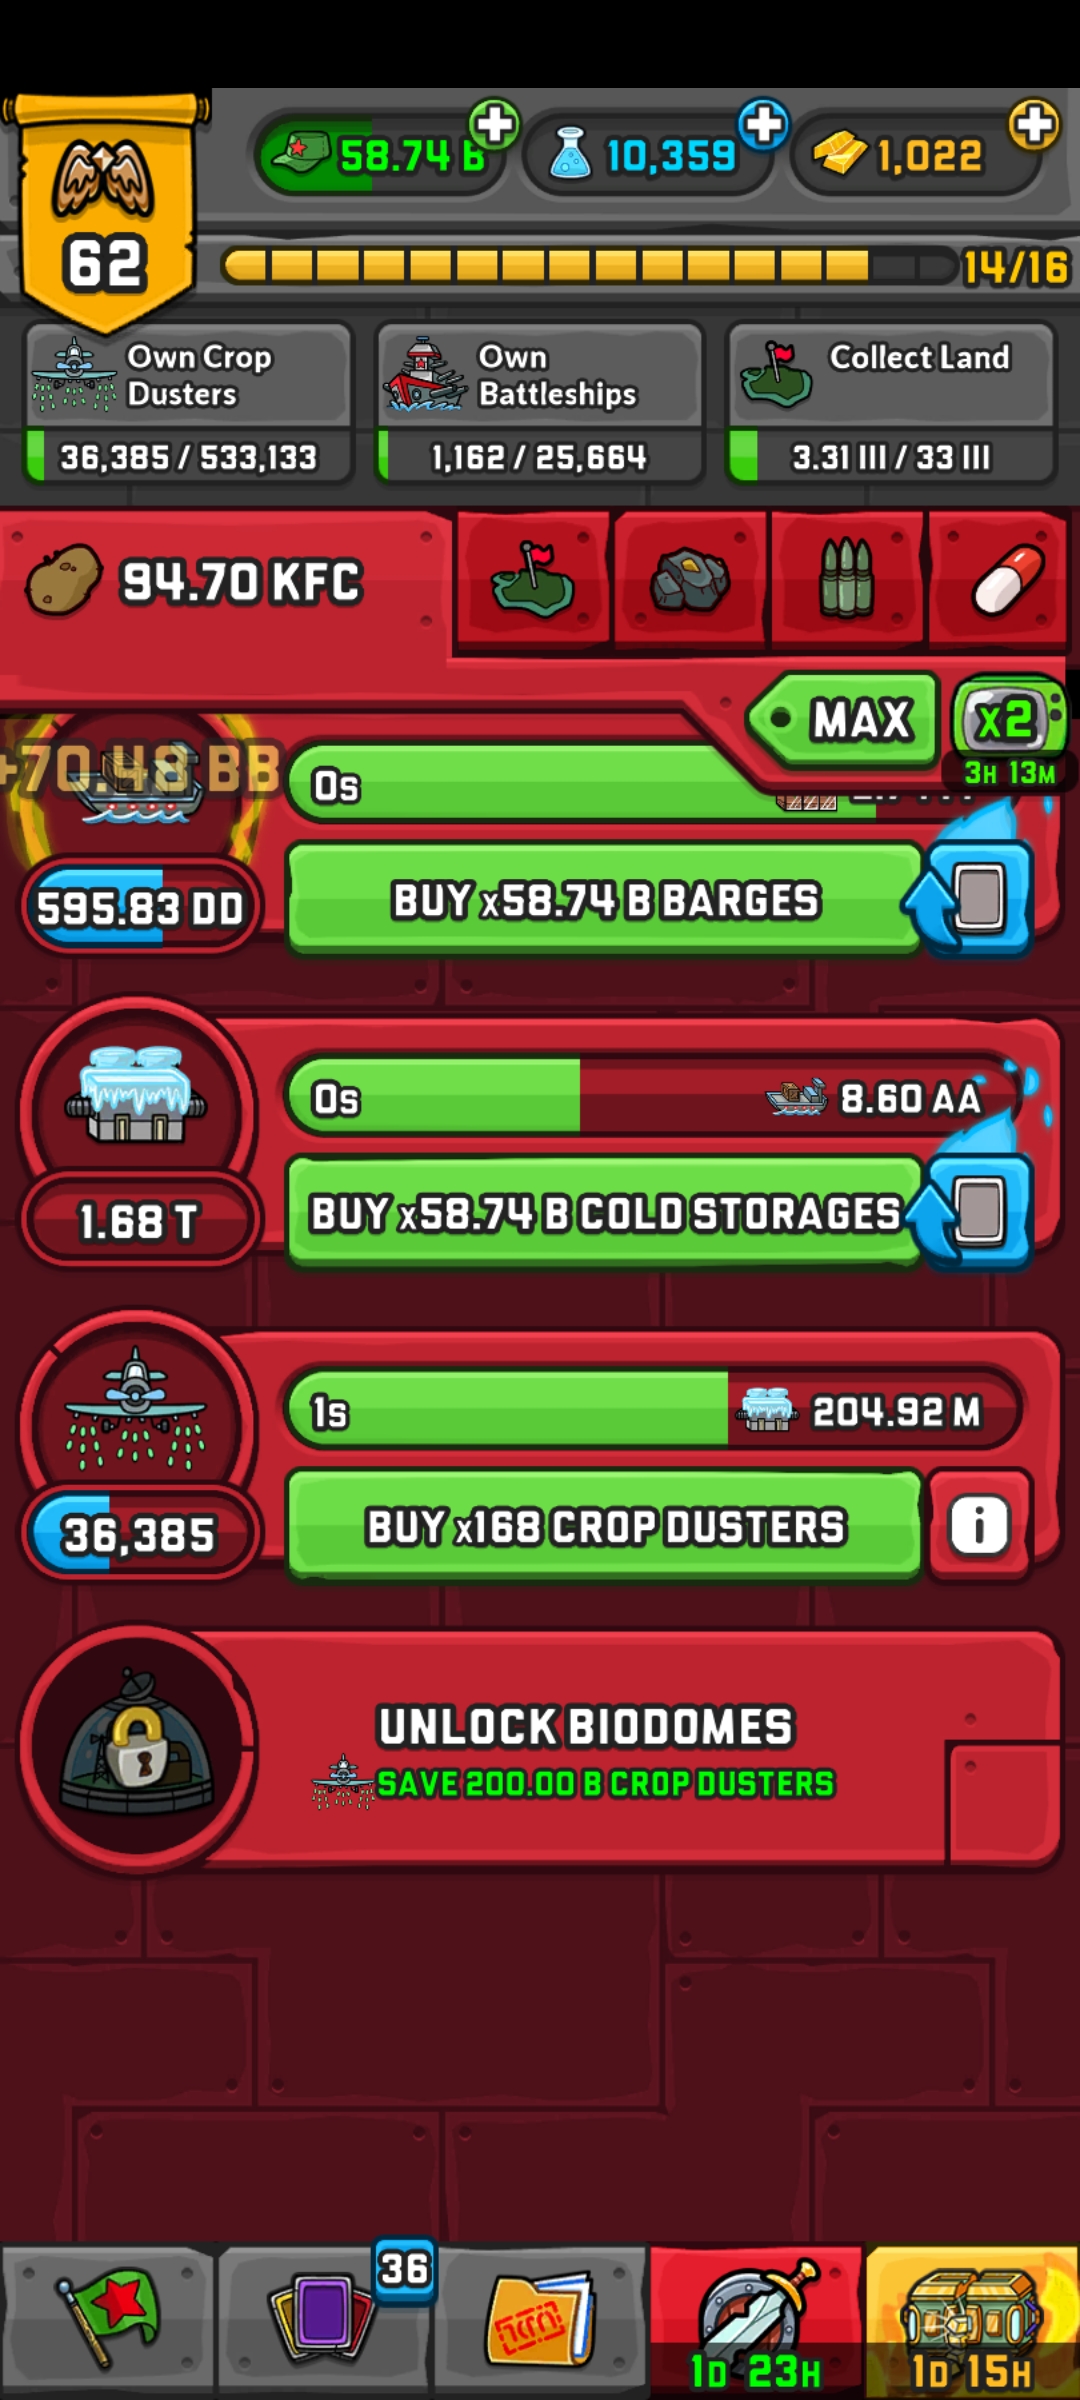 58.74 B
10,359
1,022
62
14/16
Own Crop
Dusters
Own
Battleships
Collect Land
36,385 / 533,133
1,162 / 25,664
3.31 III / 33 III
94.70 KFC
MAX
X2
3H 13M
+70.48 BB
0s
595.83 DD
BUY x58.74 B BARGES
0s
8.60 AA
1.68 T
BUY x58.74 B COLD STORAGES
1s
204.92 M
36,385
BUY x168 CROP DUSTERS
i
UNLOCK BIODOMES
SAVE 200.00 B CROP DUSTERS
36
1D 23H
1D 15H